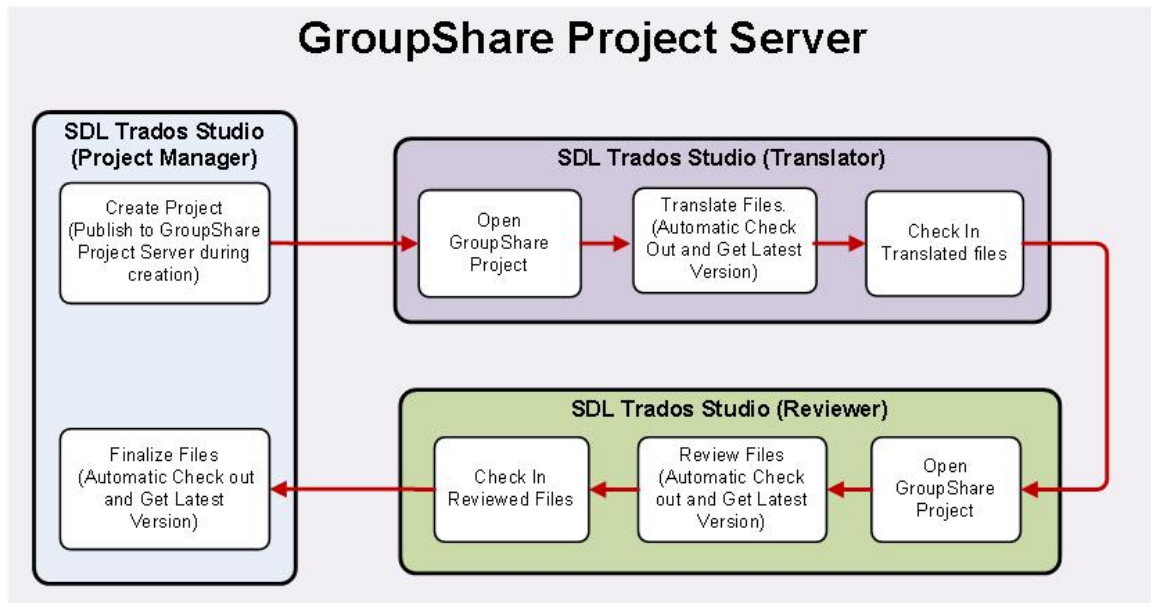 GroupShare Project Server
SDL Trados Studio
(Project Manager)
Create Project
(Publish to GroupShare
Project Server during
creation)
SDL Trados Studio (Translator)
Open
GroupShare
Project
Translate Files.
(Automatic Check
Out and Get Latest
Version)
Check In
Translated files
SDL Trados Studio (Reviewer)
Open
GroupShare
Project
Review Files
(Automatic Check
out and Get Latest
Version)
Check In
Reviewed Files
Finalize Files
(Automatic Check out
and Get Latest
Version)